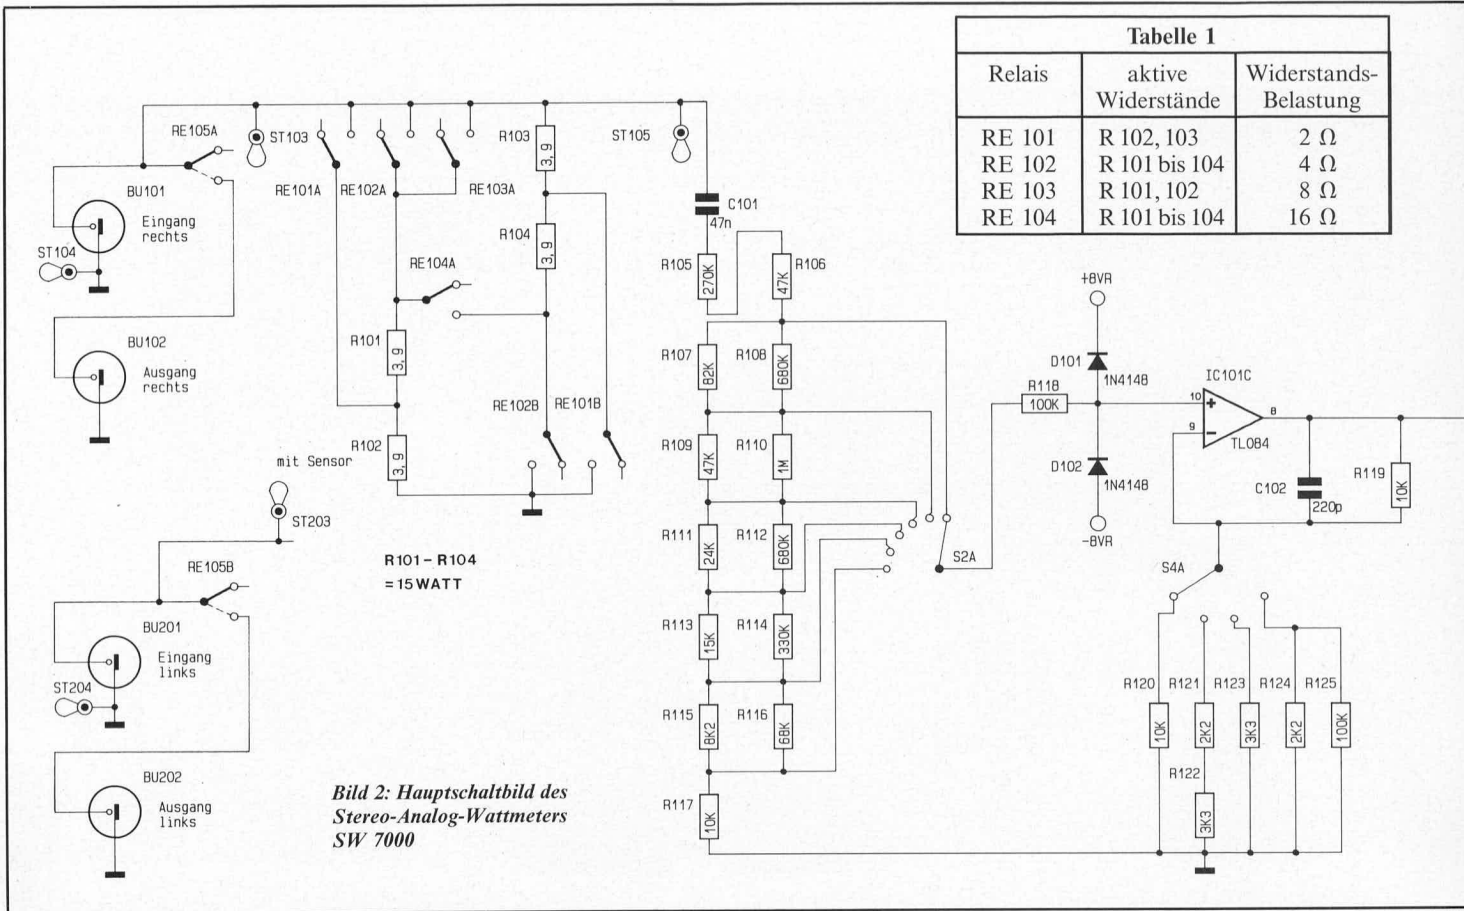 Tabelle 1
Relais aktive Widerstände Widerstands-Belastung
RE 101 R 102, 103 2 Ω
RE 102 R 101 bis 104 4 Ω
RE 103 R 101, 102 8 Ω
RE 104 R 101 bis 104 16 Ω
RE105A
ST103
RE101A
RE102A
RE103A
R103
3,9
ST105
BU101
Eingang
rechts
ST104
R104
3,9
RE104A
C101
47n
R105
270K
R106
47K
BU102
Ausgang
rechts
R101
3,9
RE102B
RE101B
R102
3,9
mit Sensor
ST203
R107
82K
R108
680K
R109
47K
R110
1M
R111
24K
R112
680K
S2A
R113
15K
R114
330K
R115
8K2
R116
68K
R117
10K
+8VR
D101
1N4148
R118
100K
D102
1N4148
-8VR
IC101C
10
+
9
-
8
TL084
C102
220p
R119
10K
S4A
R120
10K
R121
2K2
R122
3K3
R123
3K3
R124
2K2
R125
100K
R101-R104
=15WATT
RE105B
BU201
Eingang
links
ST204
BU202
Ausgang
links
Bild 2: Hauptschaltbild des
Stereo-Analog-Wattmeters
SW 7000